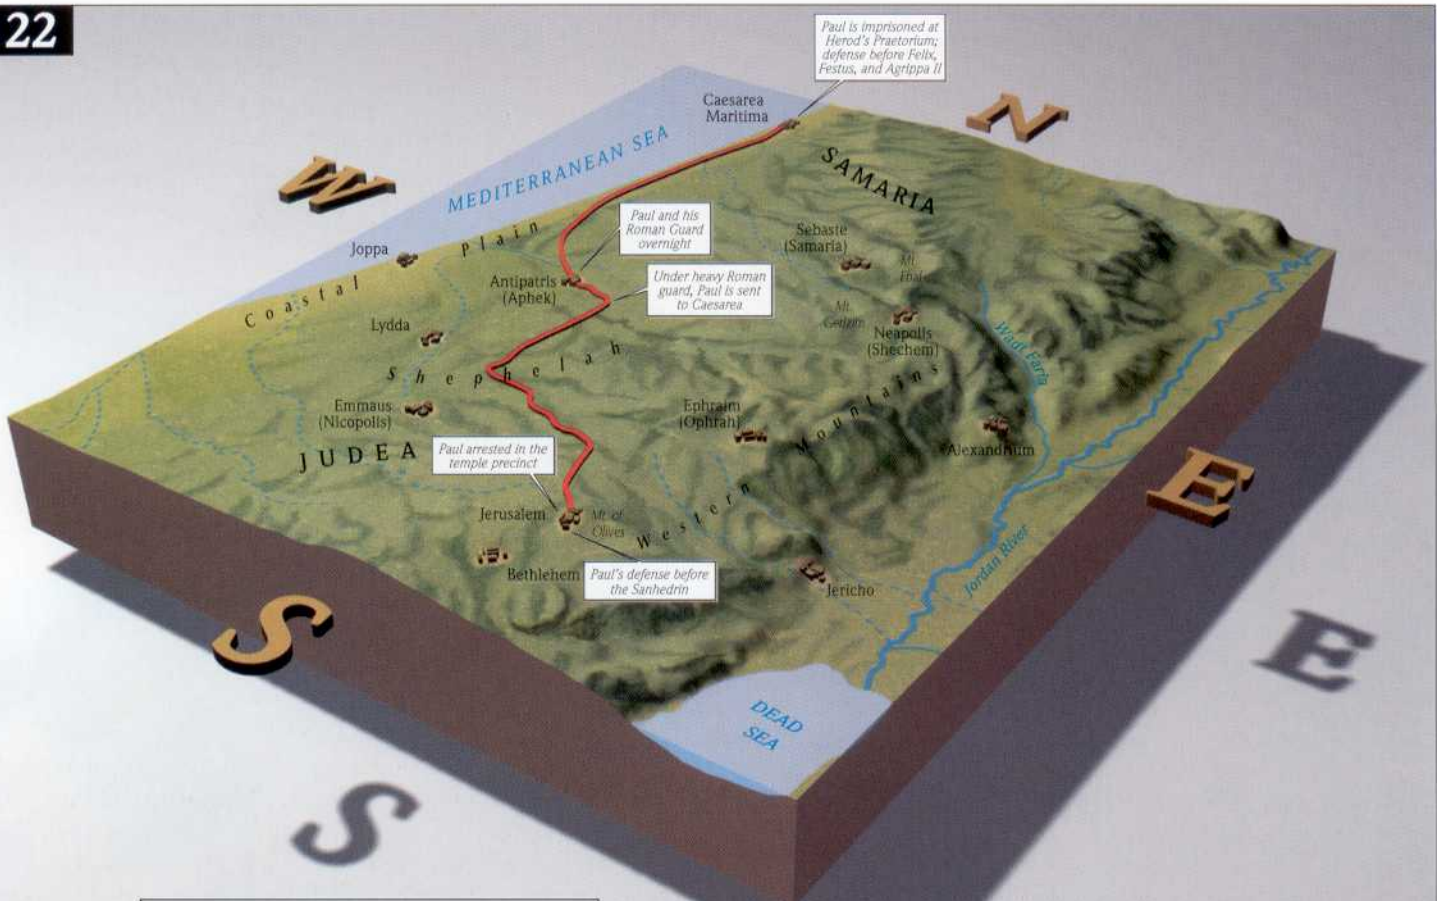 22
Paul is imprisoned at
Herod's Praetorium;
defense before Felix,
Festus, and Agrippa II
N
Caesarea
Maritima
MEDITERRANEAN SEA
W
SAMARIA
Paul and his
Roman Guard
overnight
Sebaste
(Samaria)
Joppa
Coastal Plain
Antipatris
(Aphek)
Under heavy Roman
guard, Paul is sent
to Caesarea
Mt.
Ebal
Mt.
Gerizim
Neapolis
(Shechem)
Wadi Faria
Lydda
Shephelah
Emmaus
(Nicopolis)
Ephraim
(Ophrah)
Western Mountains
Alexandrium
JUDEA
Paul arrested in the
temple precinct
E
Jerusalem
Mt. of
Olives
Bethlehem
Paul's defense before
the Sanhedrin
Jericho
Jordan River
S
DEAD
SEA
E
S